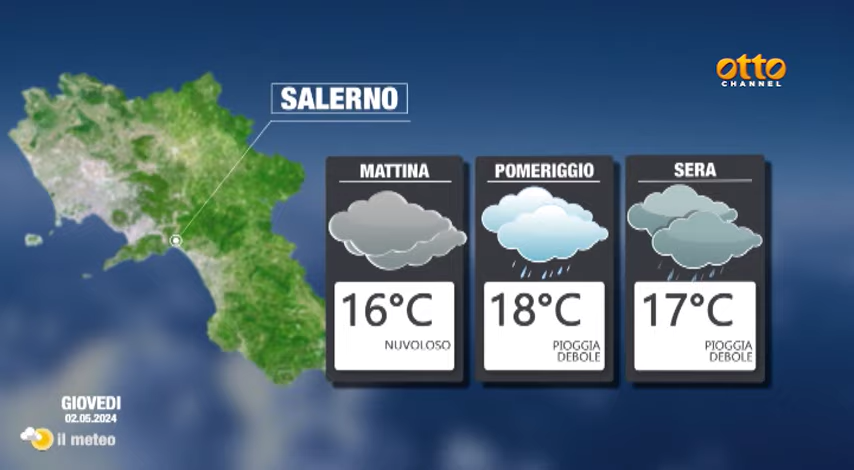 otto
CHANNEL
SALERNO
MATTINA
16°C
NUVOLOSO
POMERIGGIO
18°C
PIOGGIA
DEBOLE
SERA
17°C
PIOGGIA
DEBOLE
GIOVEDI
02.05.2024
il meteo